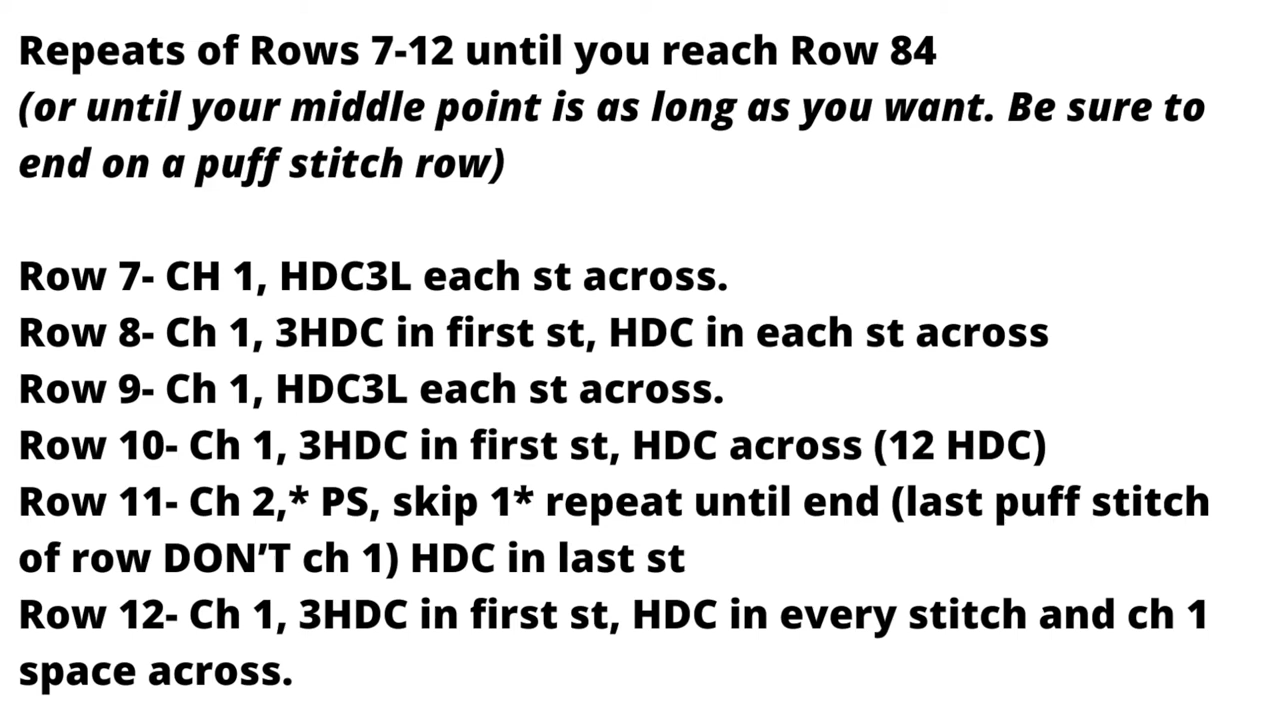 Repeats of Rows 7-12 until you reach Row 84
(or until your middle point is as long as you want. Be sure to
end on a puff stitch row)
Row 7- CH 1, HDC3L each st across.
Row 8- Ch 1, 3HDC in first st, HDC in each st across
Row 9- Ch 1, HDC3L each st across.
Row 10- Ch 1, 3HDC in first st, HDC across (12 HDC)
Row 11- Ch 2,* PS, skip 1* repeat until end (last puff stitch
of row DON’T ch 1) HDC in last st
Row 12- Ch 1, 3HDC in first st, HDC in every stitch and ch 1
space across.